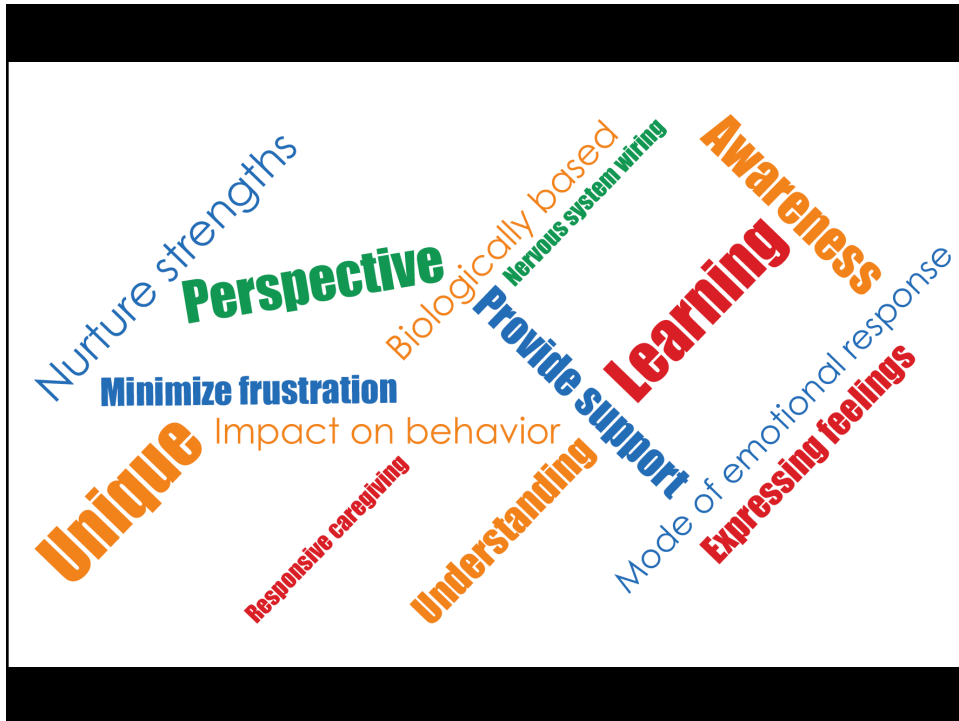 Nurture strengths
Perspective
Biologically based
Nervous system wiring
Awareness
Learning
Provide support
Minimize frustration
Impact on behavior
Unique
Responsive caregiving
Understanding
Mode of emotional response
Expressing feelings